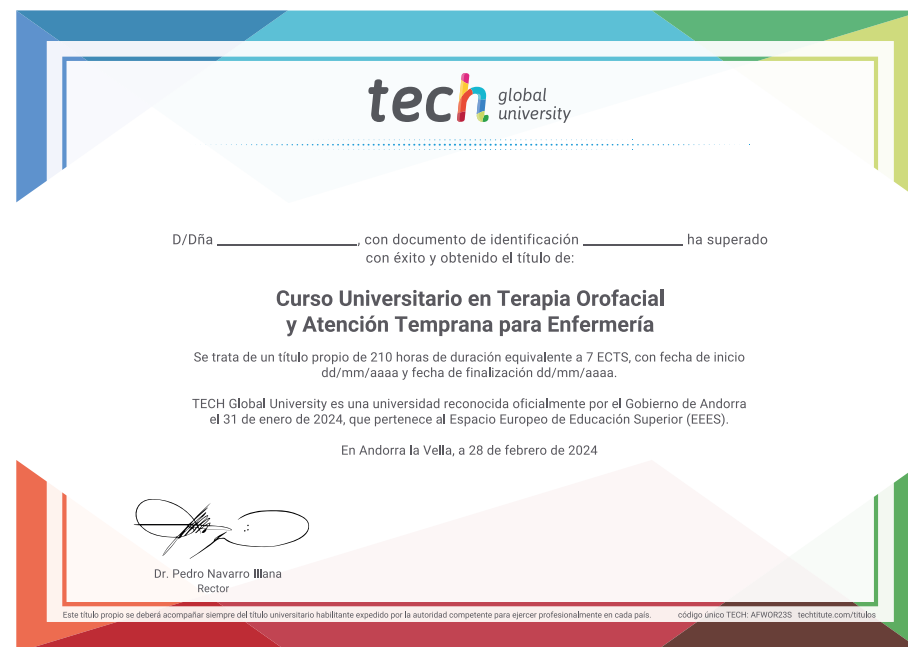 tech global university
D/Dña ______________, con documento de identificación __________ ha superado
con éxito y obtenido el título de:
Curso Universitario en Terapia Orofacial
y Atención Temprana para Enfermería
Se trata de un título propio de 210 horas de duración equivalente a 7 ECTS, con fecha de inicio
dd/mm/aaaa y fecha de finalización dd/mm/aaaa.
TECH Global University es una universidad reconocida oficialmente por el Gobierno de Andorra
el 31 de enero de 2024, que pertenece al Espacio Europeo de Educación Superior (EEES).
En Andorra la Vella, a 28 de febrero de 2024
Dr. Pedro Navarro Illana
Rector
Este título propio se deberá acompañar siempre del título universitario habilitante expedido por la autoridad competente para ejercer profesionalmente en cada país. código único TECH: AFWOR23S techtitute.com/titulos